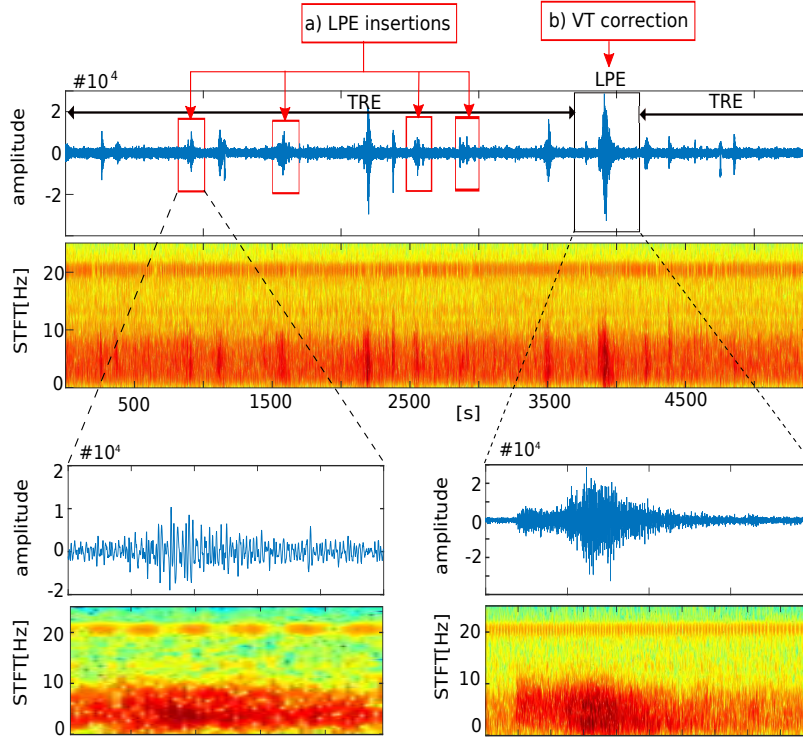 a) LPE insertions
b) VT correction
#10⁴
LPE
TRE
TRE
amplitude
2
0
-2
STFT[Hz]
20
10
0
500
1500
2500
3500
4500
[s]
#10⁴
amplitude
2
1
0
-2
STFT[Hz]
20
10
0
#10⁴
amplitude
2
0
-2
STFT[Hz]
20
10
0